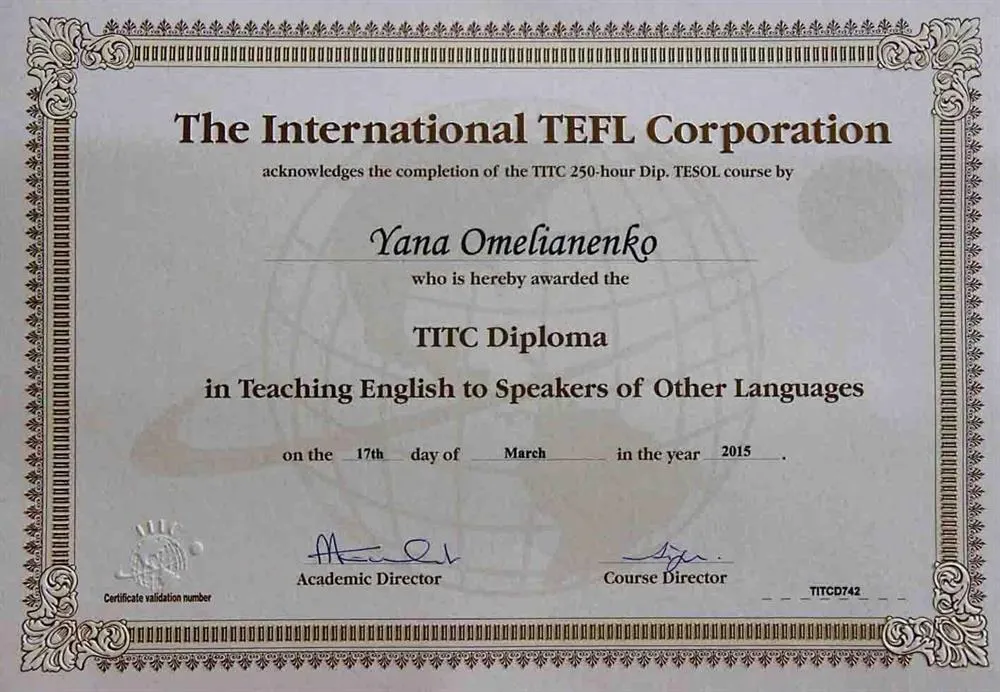 The International TEFL Corporation
acknowledges the completion of the TITC 250-hour Dip. TESOL course by
Yana Omelianenko
who is hereby awarded the
TITC Diploma
in Teaching English to Speakers of Other Languages
on the 17th day of March in the year 2015 .
TITC
Academic Director
Course Director
Certificate validation number
TITCD742